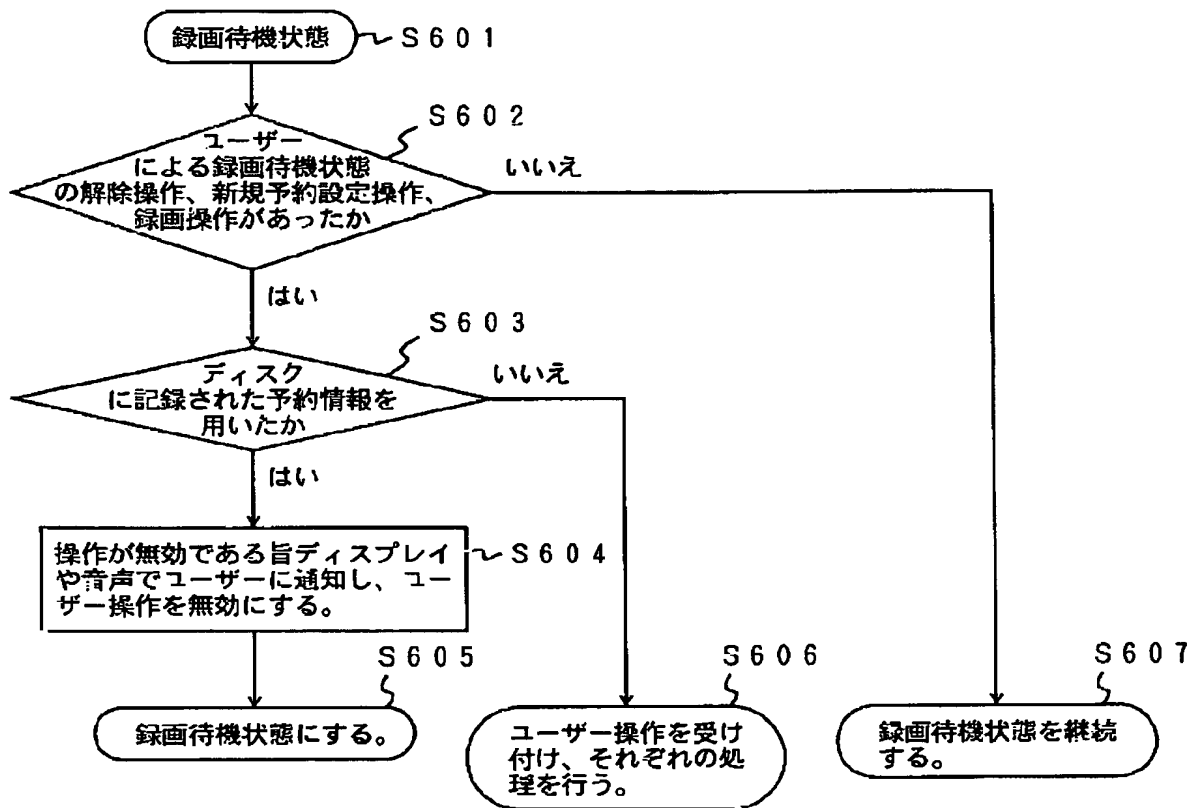 録画待機状態
S601
S602
ユーザー
による録画待機状態
の解除操作、新規予約設定操作、
録画操作があったか
いいえ
はい
S603
ディスク
に記録された予約情報を
用いたか
いいえ
はい
操作が無効である旨ディスプレイ
や音声でユーザーに通知し、ユー
ザー操作を無効にする。
S604
S605
録画待機状態にする。
S606
ユーザー操作を受け
付け、それぞれの処
理を行う。
S607
録画待機状態を継続
する。